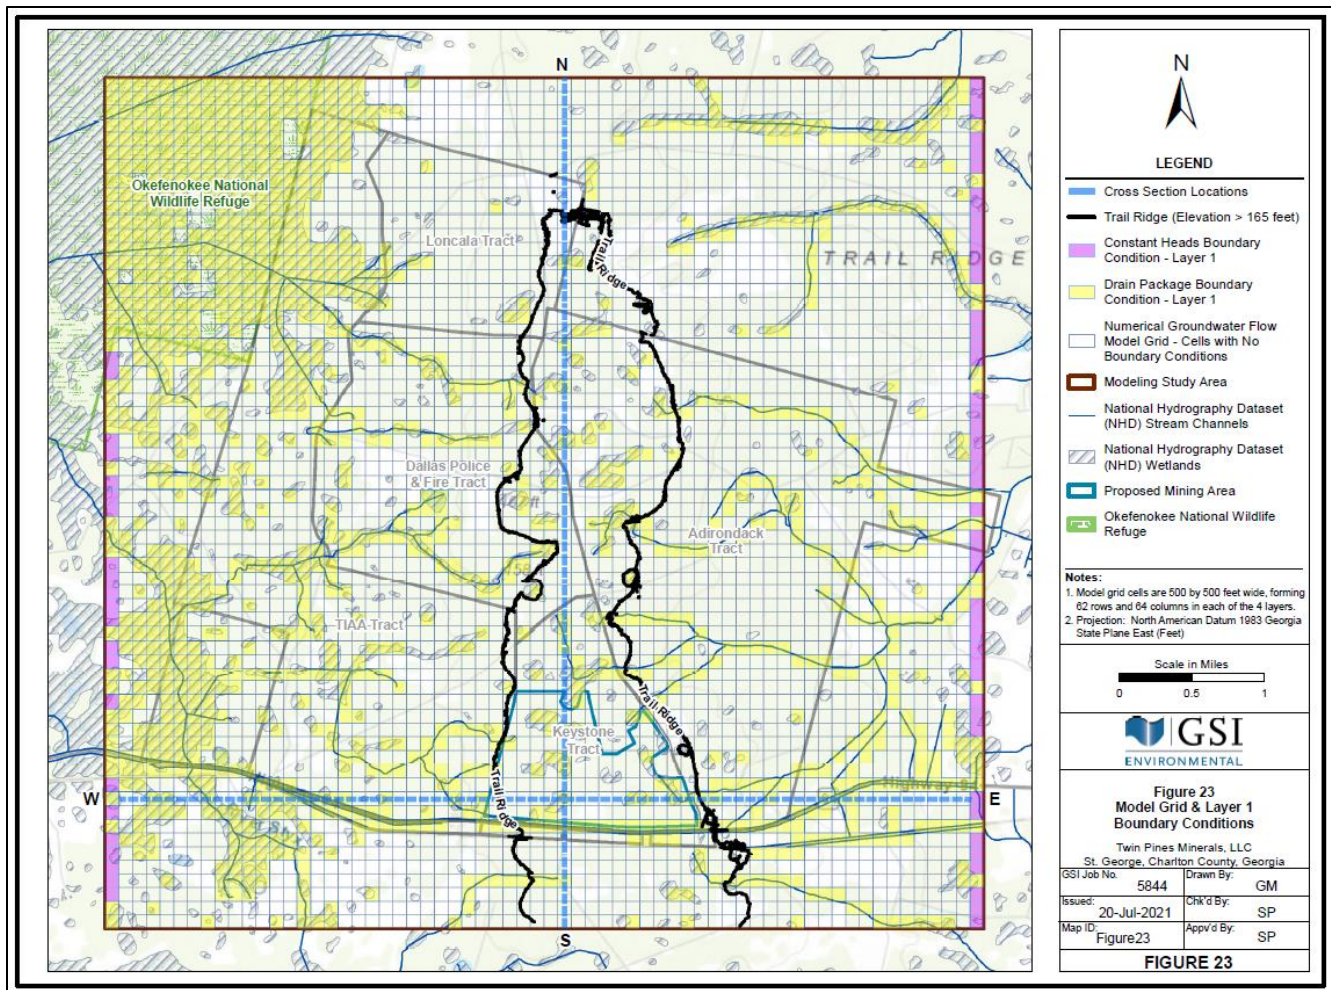 N
Okefenokee National
Wildlife Refuge
Loncala Tract
Trail Ridge
TRAIL RIDGE
Dallas Police
& Fire Tract
Adirondack
Tract
TIAA Tract
Trail Ridge
Keystone
Tract
Trail Ridge
W
E
S
N
LEGEND
Cross Section Locations
Trail Ridge (Elevation > 165 feet)
Constant Heads Boundary
Condition - Layer 1
Drain Package Boundary
Condition - Layer 1
Numerical Groundwater Flow
Model Grid - Cells with No
Boundary Conditions
Modeling Study Area
National Hydrography Dataset
(NHD) Stream Channels
National Hydrography Dataset
(NHD) Wetlands
Proposed Mining Area
Okefenokee National Wildlife
Refuge
Notes:
1. Model grid cells are 500 by 500 feet wide, forming
62 rows and 64 columns in each of the 4 layers.
2. Projection: North American Datum 1983 Georgia
State Plane East (Feet)
Scale in Miles
0 0.5 1
GSI
ENVIRONMENTAL
Figure 23
Model Grid & Layer 1
Boundary Conditions
Twin Pines Minerals, LLC
St. George, Charlton County, Georgia
GSI Job No. 5844 Drawn By: GM
Issued: 20-Jul-2021 Chk'd By: SP
Map ID: Figure23 Appv'd By: SP
FIGURE 23